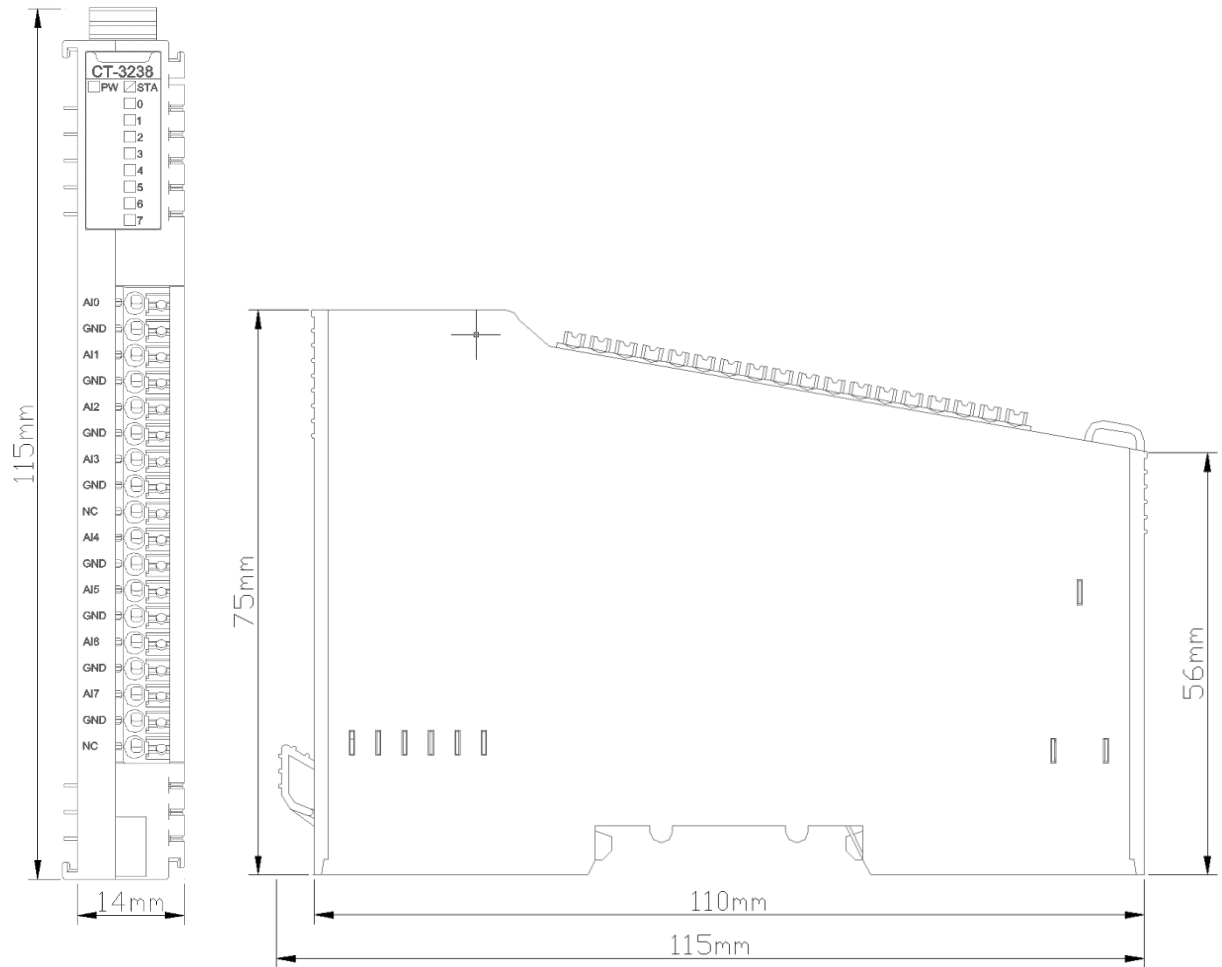 CT-3238
PW STA
0
1
2
3
4
5
6
7
AI0
GND
AI1
GND
AI2
GND
AI3
GND
NC
AI4
GND
AI5
GND
AI6
GND
AI7
GND
NC
115mm
14mm
75mm
56mm
110mm
115mm